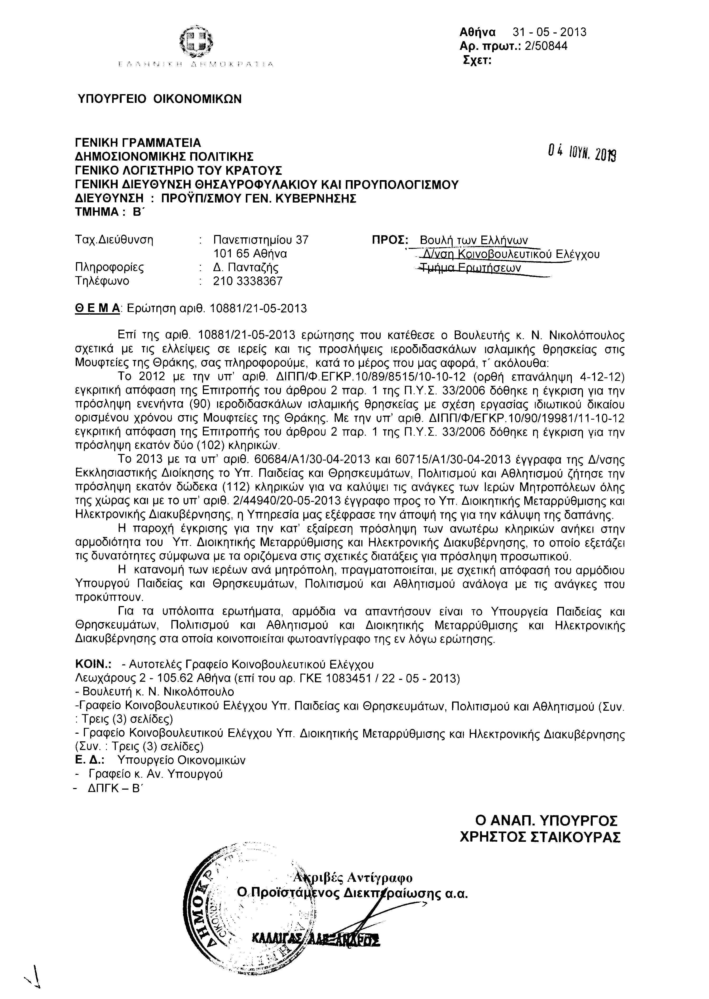 Αθήνα 31 - 05 - 2013
Αρ. πρωτ.: 2/50844
Σχετ:
ΕΛΛΗΝΙΚΗ ΔΗΜΟΚΡΑΤΙΑ
ΥΠΟΥΡΓΕΙΟ ΟΙΚΟΝΟΜΙΚΩΝ
ΓΕΝΙΚΗ ΓΡΑΜΜΑΤΕΙΑ
ΔΗΜΟΣΙΟΝΟΜΙΚΗΣ ΠΟΛΙΤΙΚΗΣ
ΓΕΝΙΚΟ ΛΟΓΙΣΤΗΡΙΟ ΤΟΥ ΚΡΑΤΟΥΣ
ΓΕΝΙΚΗ ΔΙΕΥΘΥΝΣΗ ΘΗΣΑΥΡΟΦΥΛΑΚΙΟΥ ΚΑΙ ΠΡΟΥΠΟΛΟΓΙΣΜΟΥ
ΔΙΕΥΘΥΝΣΗ : ΠΡΟΫΠ/ΣΜΟΥ ΓΕΝ. ΚΥΒΕΡΝΗΣΗΣ
ΤΜΗΜΑ : Β΄
04 ΙΟΥΝ.
Ταχ.Διεύθυνση : Πανεπιστημίου 37
101 65 Αθήνα
Πληροφορίες : Δ. Πανταζής
Τηλέφωνο : 210 3338367
ΠΡΟΣ: Βουλή των Ελλήνων
Δ/νση Κοινοβουλευτικού Ελέγχου
Τμήμα Ερωτήσεων
Θ Ε Μ Α: Ερώτηση αριθ. 10881/21-05-2013
Επί της αριθ. 10881/21-05-2013 ερώτησης που κατέθεσε ο Βουλευτής κ. Ν. Νικολόπουλος
σχετικά με τις ελλείψεις σε ιερείς και τις προσλήψεις ιεροδιδασκάλων ισλαμικής θρησκείας στις
Μουφτείες της Θράκης, σας πληροφορούμε, κατά το μέρος που μας αφορά, τ΄ ακόλουθα:
Το 2012 με την υπ’ αριθ. ΔΙΠΠ/Φ.ΕΓΚΡ.10/89/8515/10-10-12 (ορθή επανάληψη 4-12-12)
εγκριτική απόφαση της Επιτροπής του άρθρου 2 παρ. 1 της Π.Υ.Σ. 33/2006 δόθηκε η έγκριση για την
πρόσληψη ενενήντα (90) ιεροδιδασκάλων ισλαμικής θρησκείας με σχέση εργασίας ιδιωτικού δικαίου
ορισμένου χρόνου στις Μουφτείες της Θράκης. Με την υπ’ αριθ. ΔΙΠΠ/Φ/ΕΓΚΡ.10/90/19981/11-10-12
εγκριτική απόφαση της Επιτροπής του άρθρου 2 παρ. 1 της Π.Υ.Σ. 33/2006 δόθηκε η έγκριση για την
πρόσληψη εκατόν δύο (102) κληρικών.
Το 2013 με τα υπ’ αριθ. 60684/Α1/30-04-2013 και 60715/Α1/30-04-2013 έγγραφα της Δ/νσης
Εκκλησιαστικής Διοίκησης το Υπ. Παιδείας και Θρησκευμάτων, Πολιτισμού και Αθλητισμού ζήτησε την
πρόσληψη εκατόν δώδεκα (112) κληρικών για να καλύψει τις ανάγκες των Ιερών Μητροπόλεων όλης
της χώρας και με το υπ’ αριθ. 2/44940/20-05-2013 έγγραφο προς το Υπ. Διοικητικής Μεταρρύθμισης και
Ηλεκτρονικής Διακυβέρνησης, η Υπηρεσία μας εξέφρασε την άποψή της για την κάλυψη της δαπάνης.
Η παροχή έγκρισης για την κατ’ εξαίρεση πρόσληψη των ανωτέρω κληρικών ανήκει στην
αρμοδιότητα του Υπ. Διοικητικής Μεταρρύθμισης και Ηλεκτρονικής Διακυβέρνησης, το οποίο εξετάζει
τις δυνατότητες σύμφωνα με τα οριζόμενα στις σχετικές διατάξεις για πρόσληψη προσωπικού.
Η κατανομή των ιερέων ανά μητρόπολη, πραγματοποιείται, με σχετική απόφασή του αρμόδιου
Υπουργού Παιδείας και Θρησκευμάτων, Πολιτισμού και Αθλητισμού ανάλογα με τις ανάγκες που
προκύπτουν.
Για τα υπόλοιπα ερωτήματα, αρμόδια να απαντήσουν είναι το Υπουργεία Παιδείας και
Θρησκευμάτων, Πολιτισμού και Αθλητισμού και Διοικητικής Μεταρρύθμισης και Ηλεκτρονικής
Διακυβέρνησης στα οποία κοινοποιείται φωτοαντίγραφο της εν λόγω ερώτησης.
ΚΟΙΝ.: - Αυτοτελές Γραφείο Κοινοβουλευτικού Ελέγχου
Λεωχάρους 2 - 105.62 Αθήνα (επί του αρ. ΓΚΕ 1083451 / 22 - 05 - 2013)
- Βουλευτή κ. Ν. Νικολόπουλο
-Γραφείο Κοινοβουλευτικού Ελέγχου Υπ. Παιδείας και Θρησκευμάτων, Πολιτισμού και Αθλητισμού (Συν.
: Τρεις (3) σελίδες)
- Γραφείο Κοινοβουλευτικού Ελέγχου Υπ. Διοικητικής Μεταρρύθμισης και Ηλεκτρονικής Διακυβέρνησης
(Συν. : Τρεις (3) σελίδες)
Ε. Δ.: Υπουργείο Οικονομικών
- Γραφείο κ. Αν. Υπουργού
- ΔΠΓΚ – Β΄
Ο ΑΝΑΠ. ΥΠΟΥΡΓΟΣ
ΧΡΗΣΤΟΣ ΣΤΑΙΚΟΥΡΑΣ
Ακριβές Αντίγραφο
Ο Προϊστάμενος Διεκπεραίωσης α.α.
ΚΑΛΛΙΓΑΣ ΑΛΕΞΑΝΔΡΟΣ